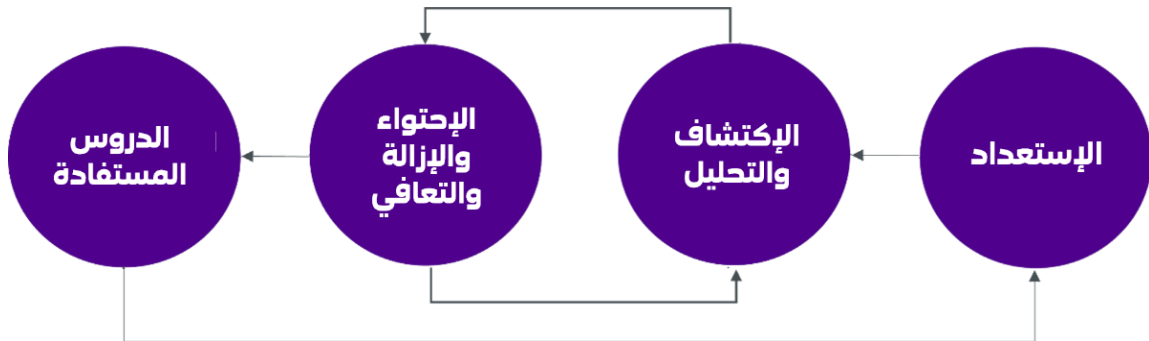 الإستعداد
الإكتشاف
والتحليل
الإحتواء
والإزالة
والتعافي
الدروس
المستفادة